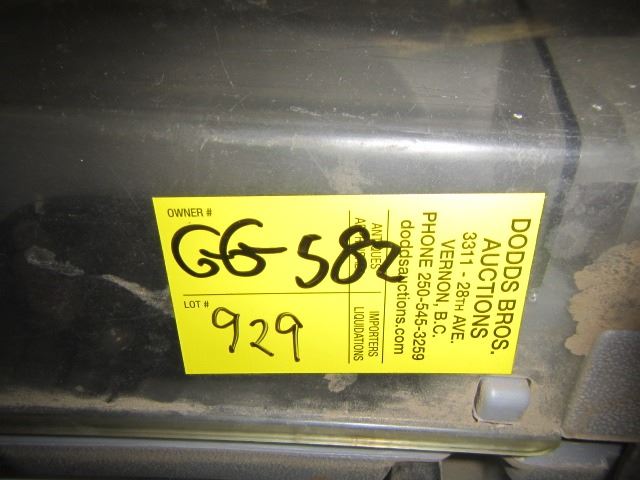 OWNER #
GG-582
LOT #
929
ANTIQUES
IMPORTERS
LIQUIDATIONS
DODDS BROS.
AUCTIONS
3311 - 28TH AVE.
VERNON, B.C.
PHONE 250-545-3259
doddsauctions.com